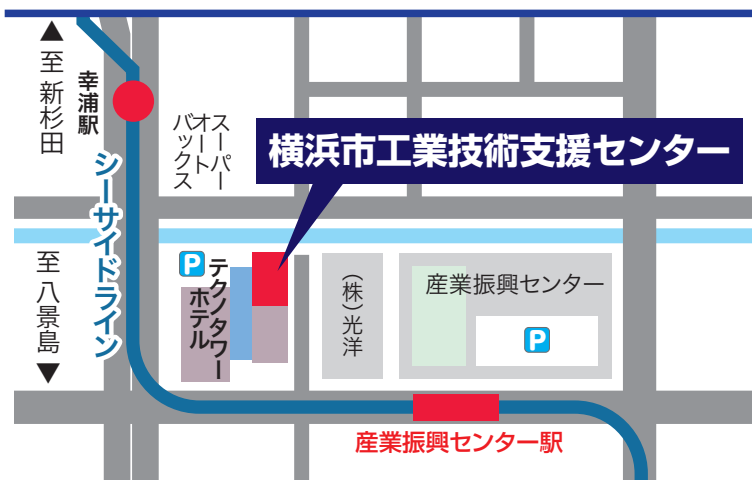 ▲至 新杉田
幸浦駅
スーパー
オート
バックス
横浜市工業技術支援センター
シーサイドライン
至 八景島▼
P
テクノタワー
ホテル
(株)光洋
産業振興センター
P
産業振興センター駅